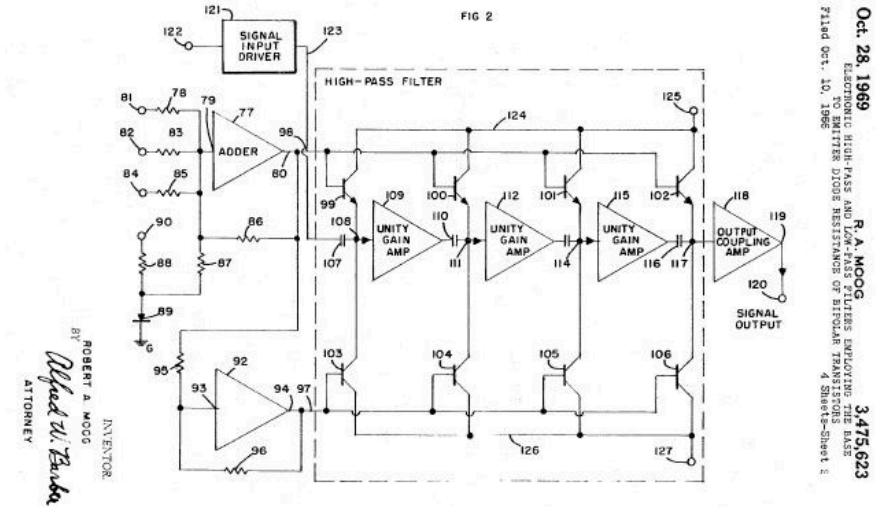 Oct. 28, 1969
R. A. MOOG
3,475,623
ELECTRONIC HIGH-PASS AND LOW-PASS FILTERS EMPLOYING THE BASE
TO EMITTER DIODE RESISTANCE OF BIPOLAR TRANSISTORS
Filed Oct. 10, 1966
4 Sheets-Sheet 2
FIG 2
121
122
SIGNAL
INPUT
DRIVER
123
HIGH-PASS FILTER
81
78
79
77
98
124
125
82
83
ADDER
80
84
85
99
100
101
102
90
86
108
109
110
112
115
118
UNITY
GAIN
AMP
UNITY
GAIN
AMP
UNITY
GAIN
AMP
OUTPUT
COUPLING
AMP
119
88
87
107
111
114
116
117
120
89
G
SIGNAL
OUTPUT
95
92
103
104
105
106
93
94
97
96
126
127
INVENTOR.
ROBERT A. MOOG
BY
Alfred W. Barber
ATTORNEY